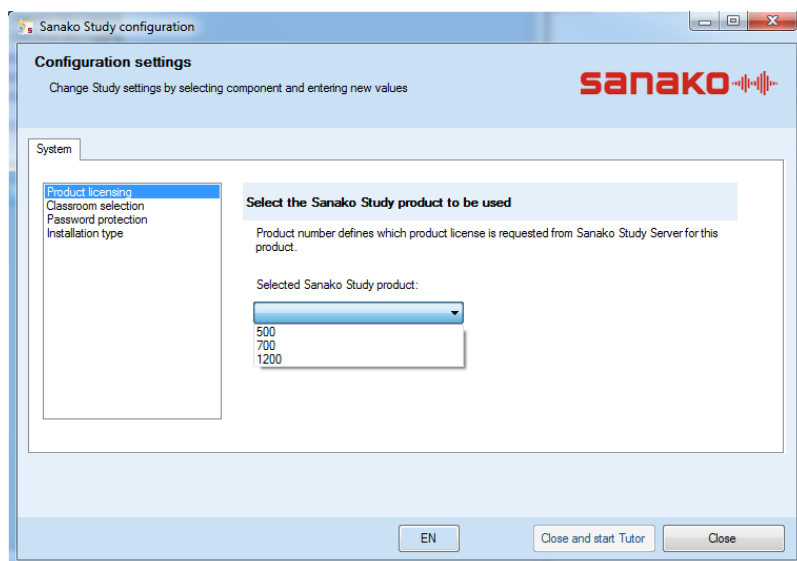 Sanako Study configuration
Configuration settings
Change Study settings by selecting component and entering new values
sanako
System
Product licensing
Classroom selection
Password protection
Installation type
Select the Sanako Study product to be used
Product number defines which product license is requested from Sanako Study Server for this
product.
Selected Sanako Study product:
500
700
1200
EN
Close and start Tutor
Close